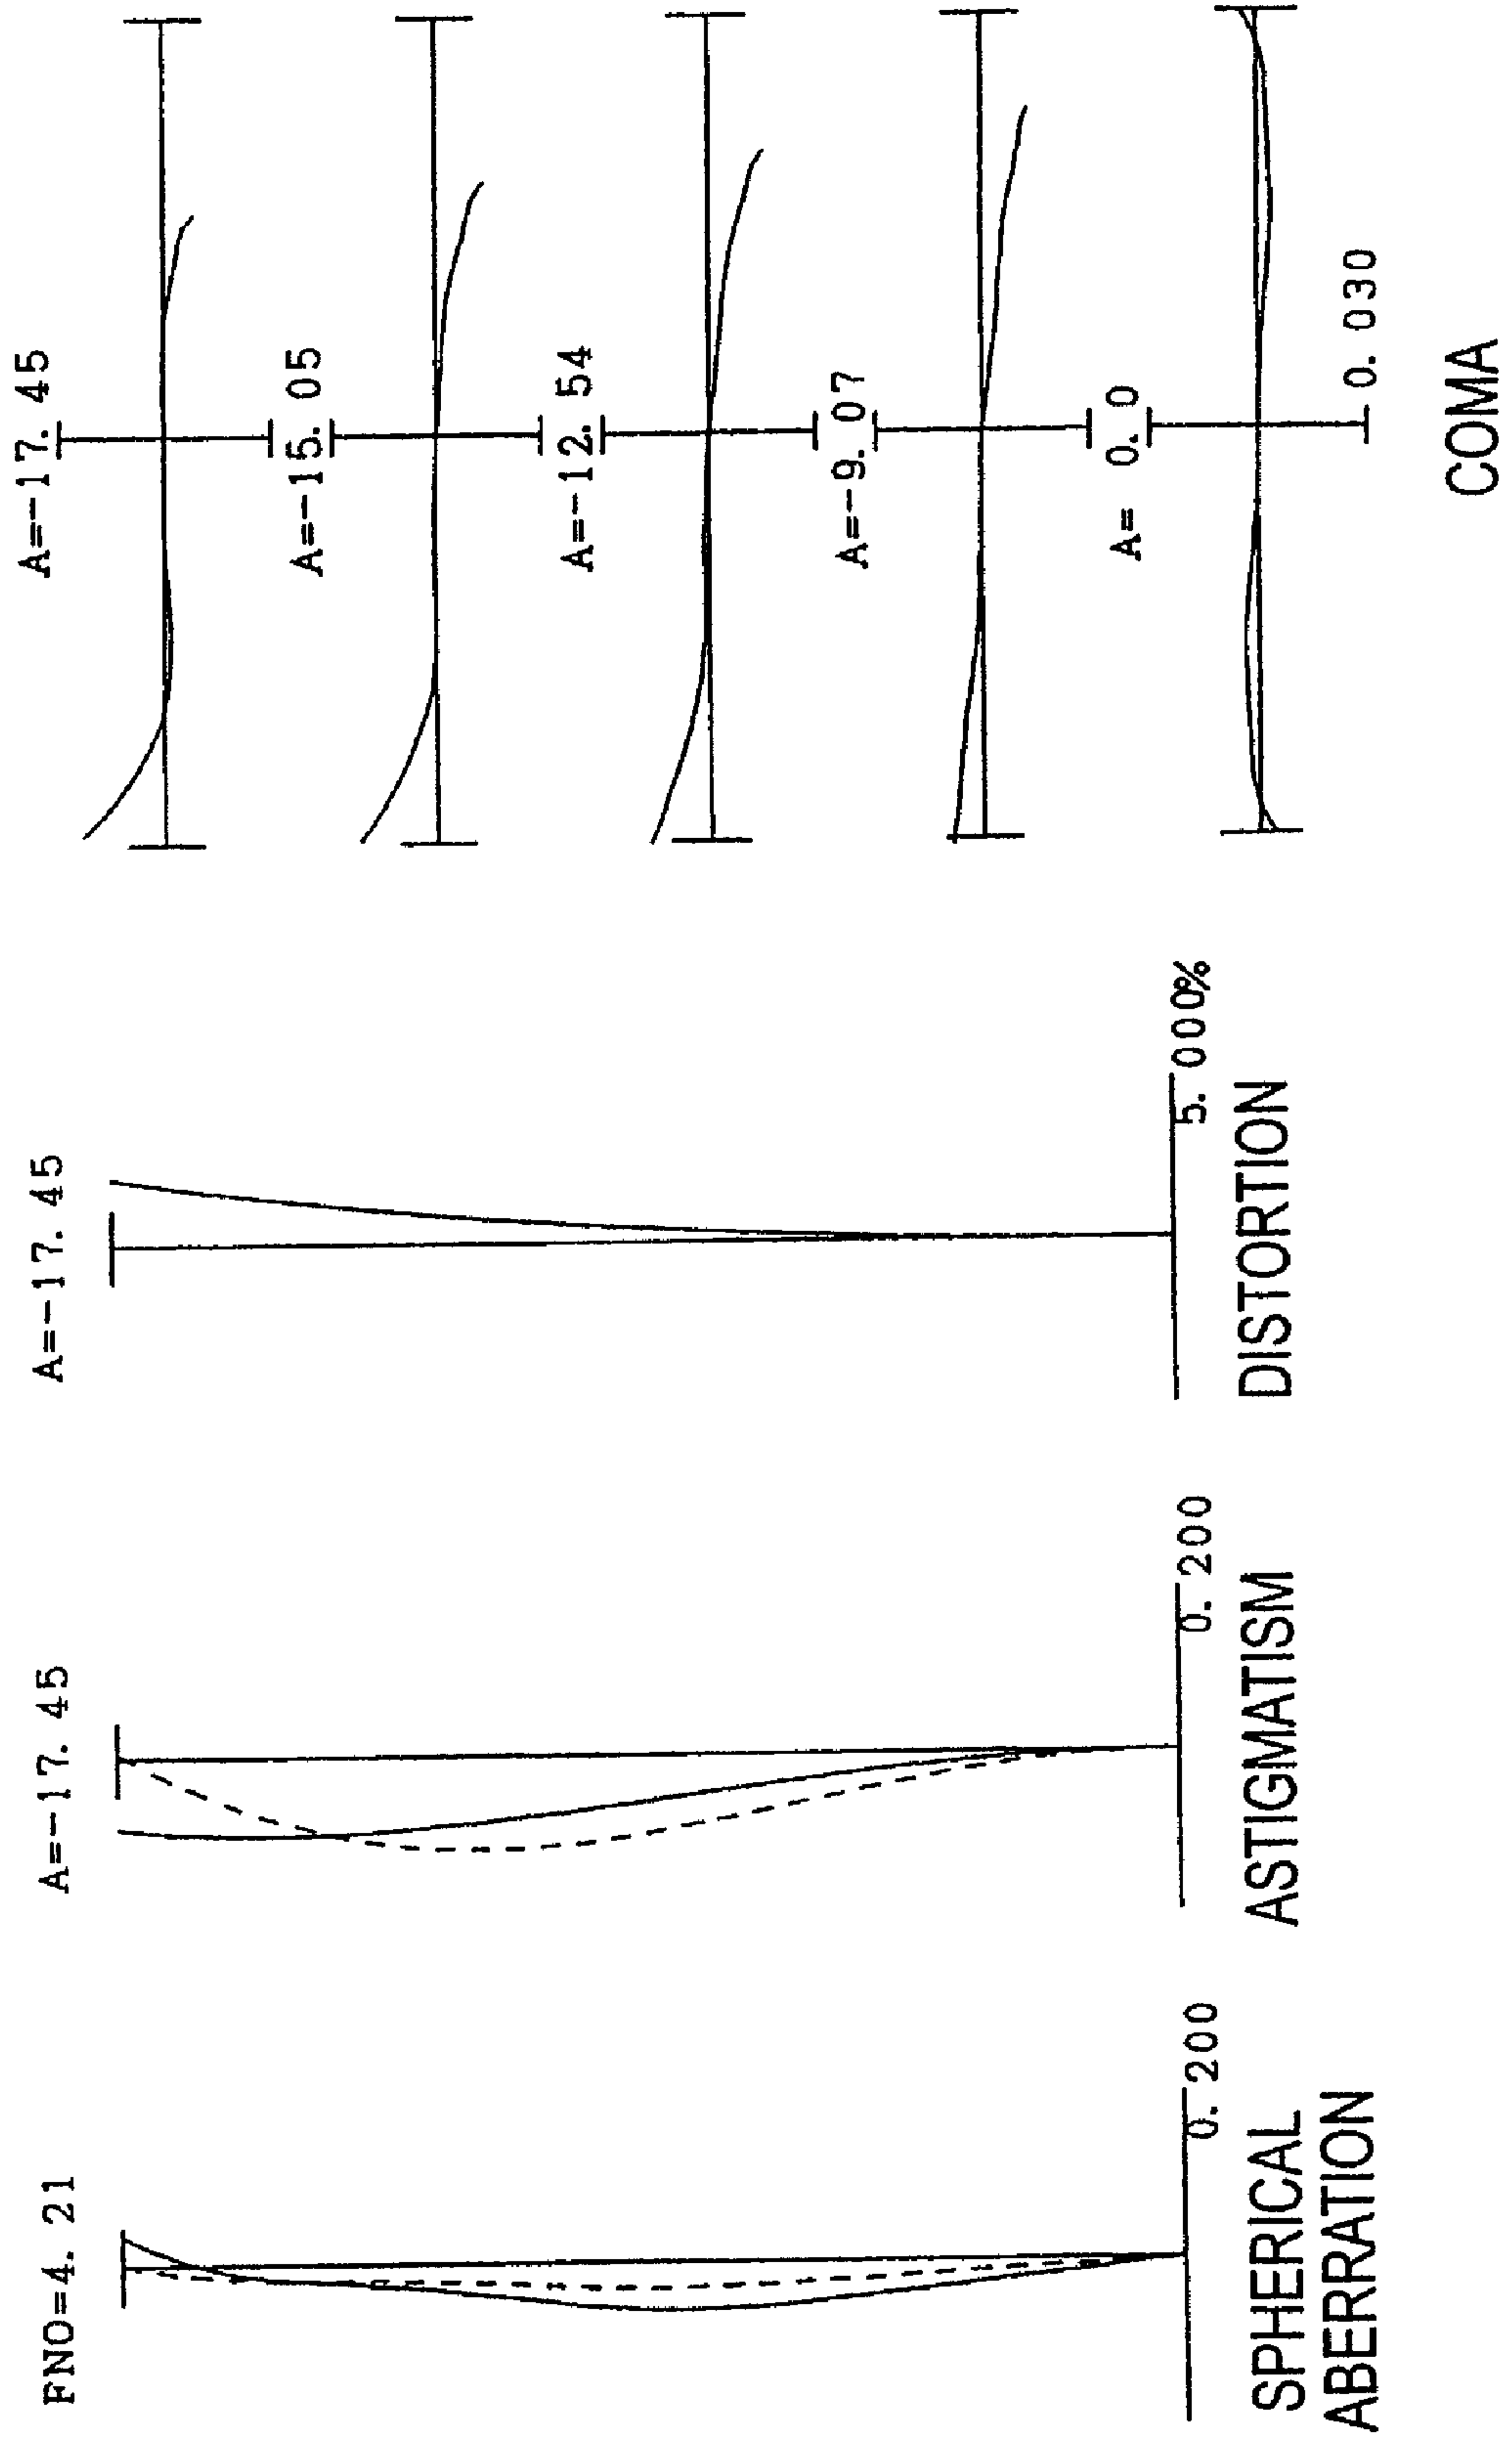 FNO=4. 21
0. 200
SPHERICAL
ABERRATION
A=-17. 45
0. 200
ASTIGMATISM
A=-17. 45
5. 000%
DISTORTION
A=-17. 45
A=-15. 05
A=-12. 54
A=-9. 07
A= 0. 0
0. 030
COMA